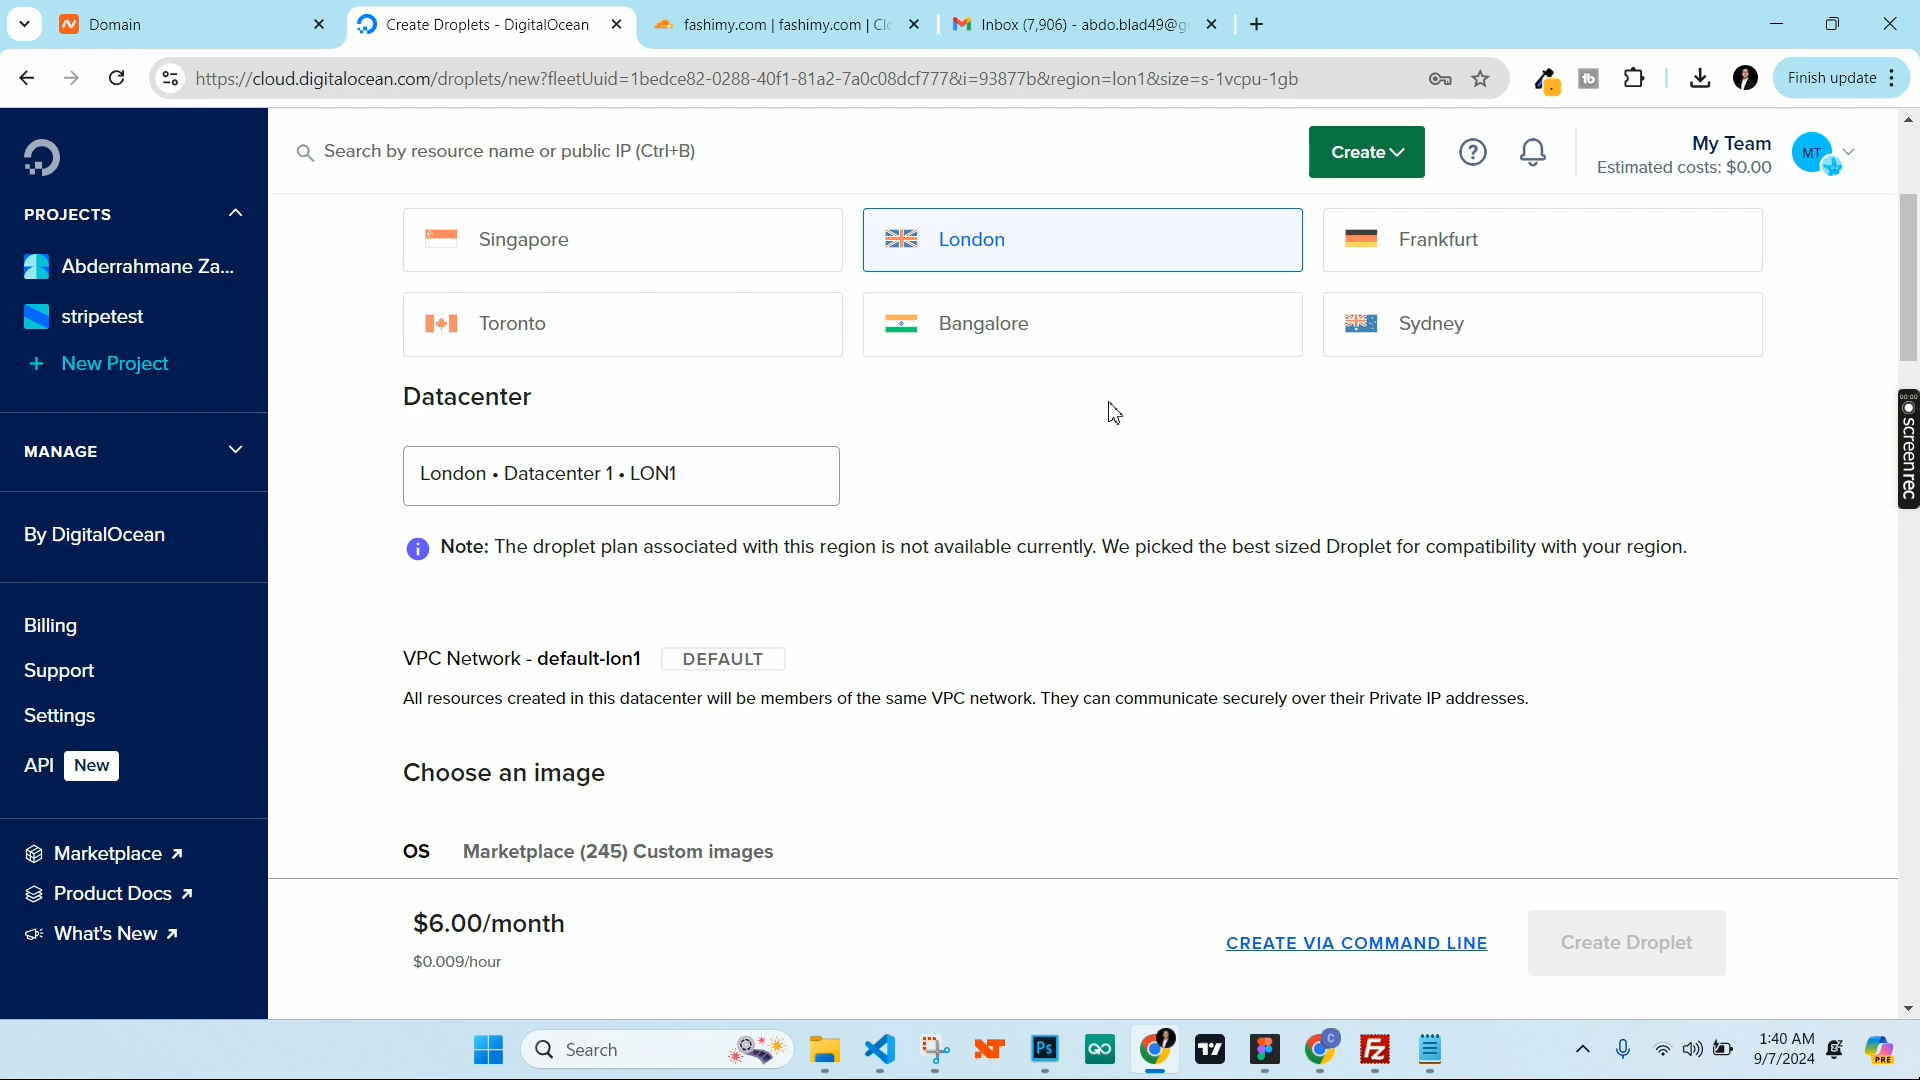 Domain
Create Droplets - DigitalOcean
fashimy.com | fashimy.com | Clo
Inbox (7,906) - abdo.blad49@g
https://cloud.digitalocean.com/droplets/new?fleetUuid=1bedce82-0288-40f1-81a2-7a0c08dcf777&i=93877b&region=lon1&size=s-1vcpu-1gb
Finish update
Search by resource name or public IP (Ctrl+B)
Create
My Team
Estimated costs: $0.00
MT
PROJECTS
Abderrahmane Za...
stripetest
+ New Project
MANAGE
By DigitalOcean
Billing
Support
Settings
API New
Marketplace
Product Docs
What's New
Singapore
London
Frankfurt
Toronto
Bangalore
Sydney
Datacenter
London • Datacenter 1 • LON1
Note: The droplet plan associated with this region is not available currently. We picked the best sized Droplet for compatibility with your region.
VPC Network - default-lon1 DEFAULT
All resources created in this datacenter will be members of the same VPC network. They can communicate securely over their Private IP addresses.
Choose an image
OS Marketplace (245) Custom images
$6.00/month
$0.009/hour
CREATE VIA COMMAND LINE
Create Droplet
00:00
screenrec
Search
Ps
PRE
1:40 AM
9/7/2024